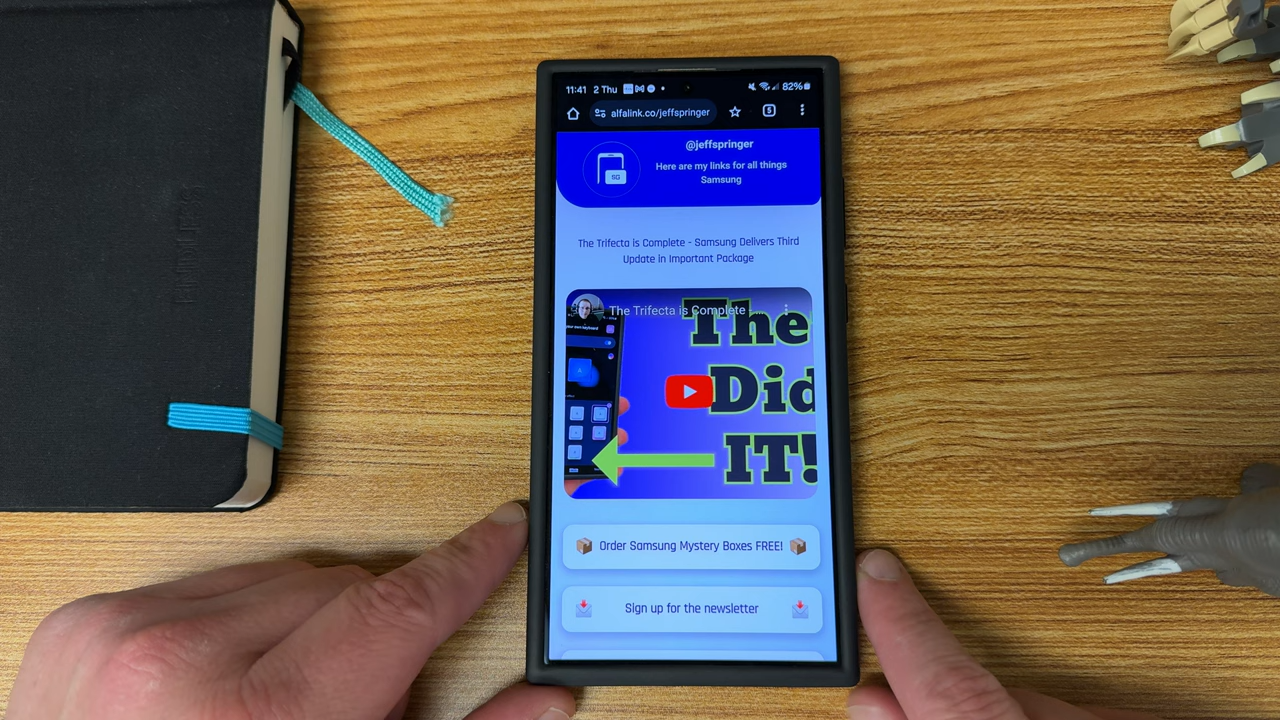 11:41 2 Thu
82%
alfalink.co/jeffspringer
5
@jeffspringer
Here are my links for all things
Samsung
SG
The Trifecta is Complete - Samsung Delivers Third
Update in Important Package
The Trifecta is Complete - ...
The
Did
IT!
Order Samsung Mystery Boxes FREE!
Sign up for the newsletter